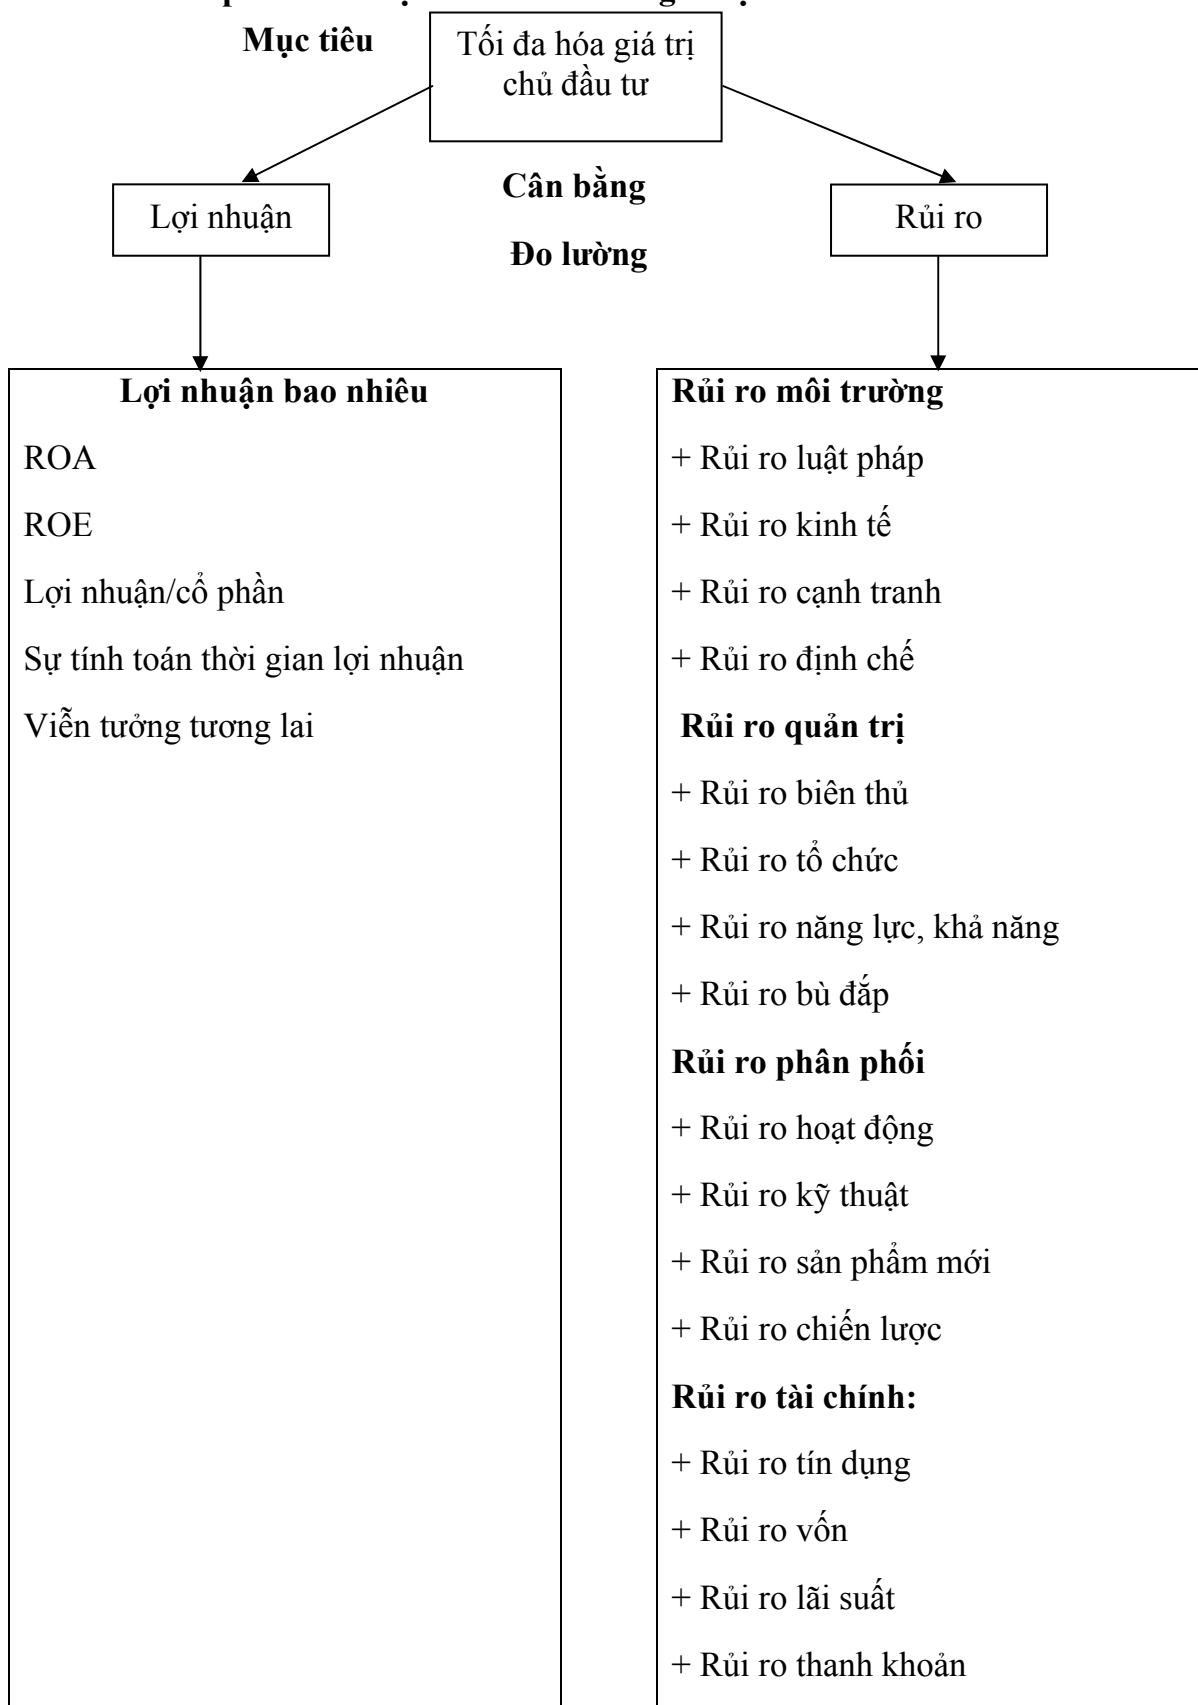 Mục tiêu
Tối đa hóa giá trị
chủ đầu tư
Cân bằng
Lợi nhuận
Rủi ro
Đo lường
Lợi nhuận bao nhiêu
ROA
ROE
Lợi nhuận/cổ phần
Sự tính toán thời gian lợi nhuận
Viễn tưởng tương lai
Rủi ro môi trường
+ Rủi ro luật pháp
+ Rủi ro kinh tế
+ Rủi ro cạnh tranh
+ Rủi ro định chế
Rủi ro quản trị
+ Rủi ro biên thủ
+ Rủi ro tổ chức
+ Rủi ro năng lực, khả năng
+ Rủi ro bù đắp
Rủi ro phân phối
+ Rủi ro hoạt động
+ Rủi ro kỹ thuật
+ Rủi ro sản phẩm mới
+ Rủi ro chiến lược
Rủi ro tài chính:
+ Rủi ro tín dụng
+ Rủi ro vốn
+ Rủi ro lãi suất
+ Rủi ro thanh khoản